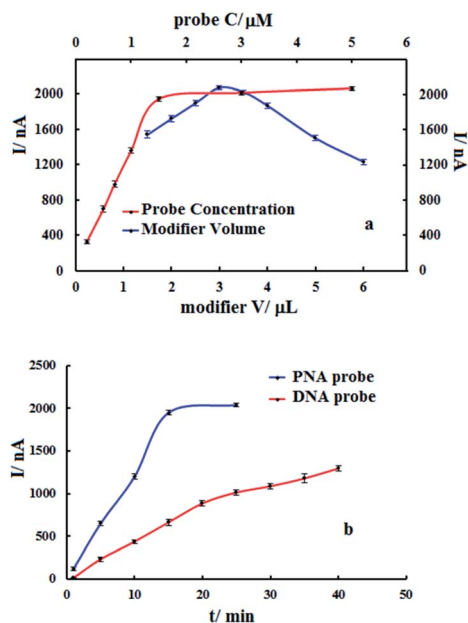 probe C/μM
0 1 2 3 4 5 6
I/ nA
2000
1600
1200
800
400
0
I/ nA
2000
1600
1200
800
400
0
Probe Concentration
Modifier Volume
a
0 1 2 3 4 5 6
modifier V/ μL
2500
2000
1500
1000
500
0
I/ nA
PNA probe
DNA probe
b
0 10 20 30 40 50
t/ min